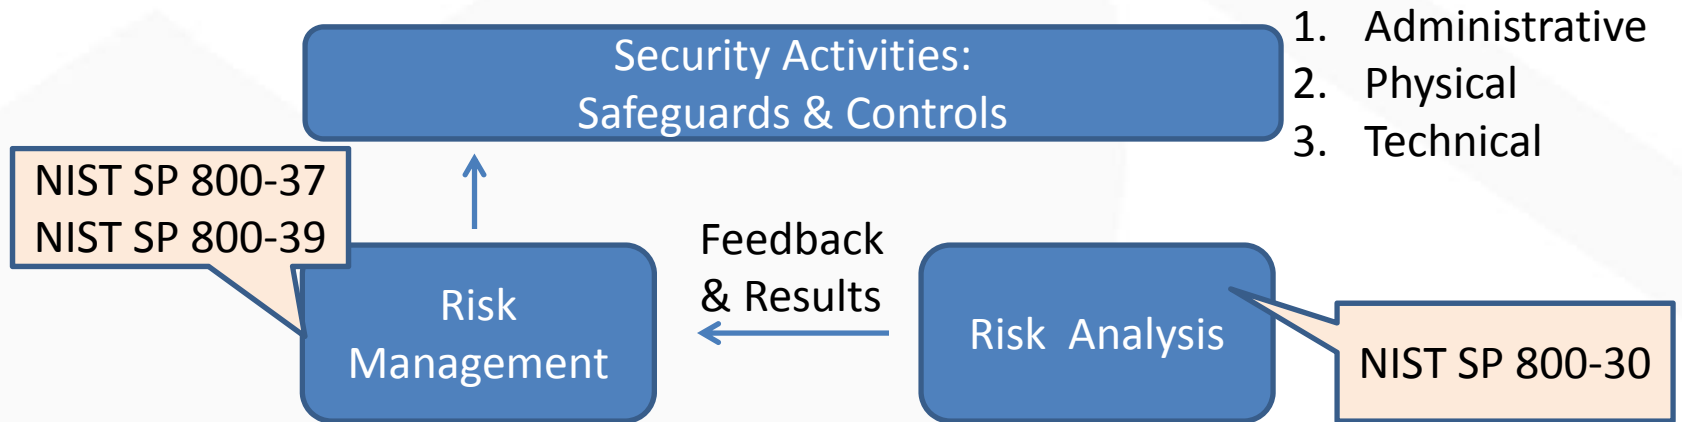 Security Activities:
Safeguards & Controls
1. Administrative
2. Physical
3. Technical
NIST SP 800-37
NIST SP 800-39
Risk
Management
Feedback
& Results
Risk Analysis
NIST SP 800-30